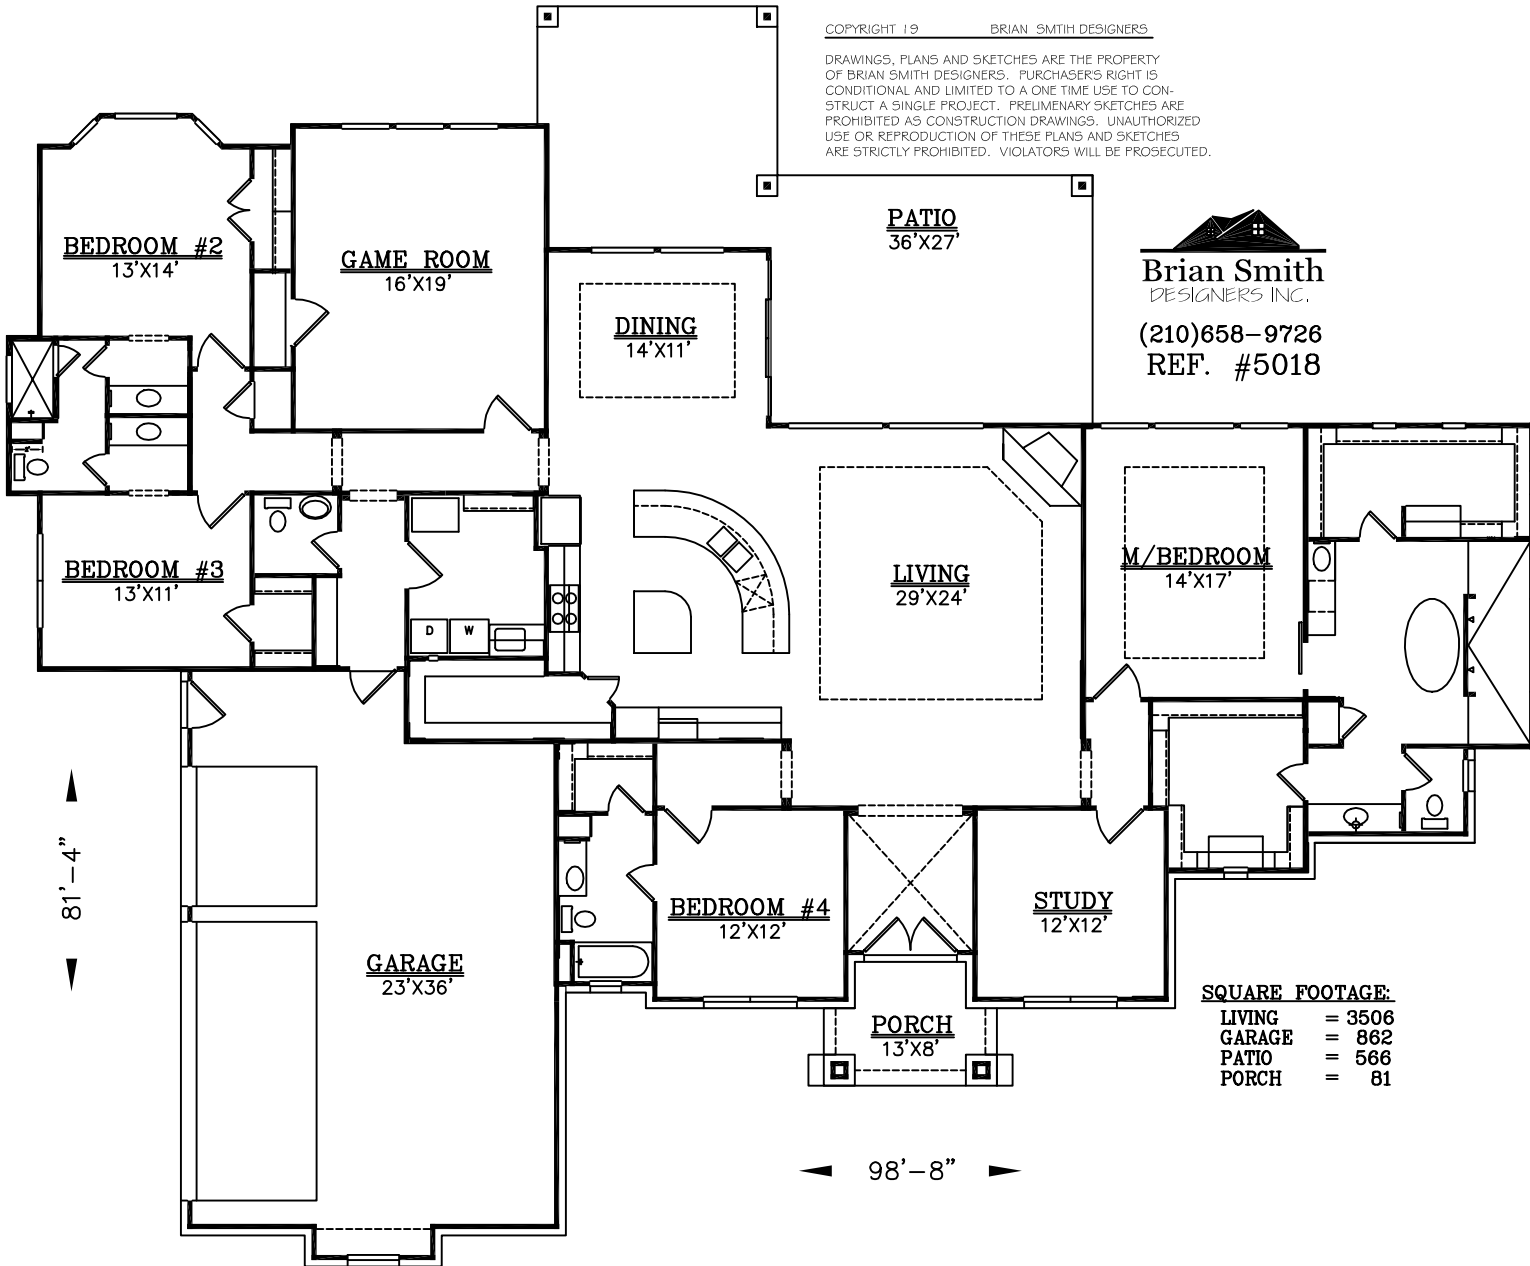 COPYRIGHT 19 BRIAN SMTIH DESIGNERS
DRAWINGS, PLANS AND SKETCHES ARE THE PROPERTY
OF BRIAN SMITH DESIGNERS. PURCHASER'S RIGHT IS
CONDITIONAL AND LIMITED TO A ONE TIME USE TO CON-
STRUCT A SINGLE PROJECT. PRELIMENARY SKETCHES ARE
PROHIBITED AS CONSTRUCTION DRAWINGS. UNAUTHORIZED
USE OR REPRODUCTION OF THESE PLANS AND SKETCHES
ARE STRICTLY PROHIBITED. VIOLATORS WILL BE PROSECUTED.
Brian Smith
DESIGNERS INC.
(210)658-9726
REF. #5018
PATIO
36'X27'
BEDROOM #2
13'X14'
GAME ROOM
16'X19'
DINING
14'X11'
BEDROOM #3
13'X11'
LIVING
29'X24'
M/BEDROOM
14'X17'
D
W
81'-4"
GARAGE
23'X36'
BEDROOM #4
12'X12'
STUDY
12'X12'
PORCH
13'X8'
SQUARE FOOTAGE:
LIVING = 3506
GARAGE = 862
PATIO = 566
PORCH = 81
98'-8"